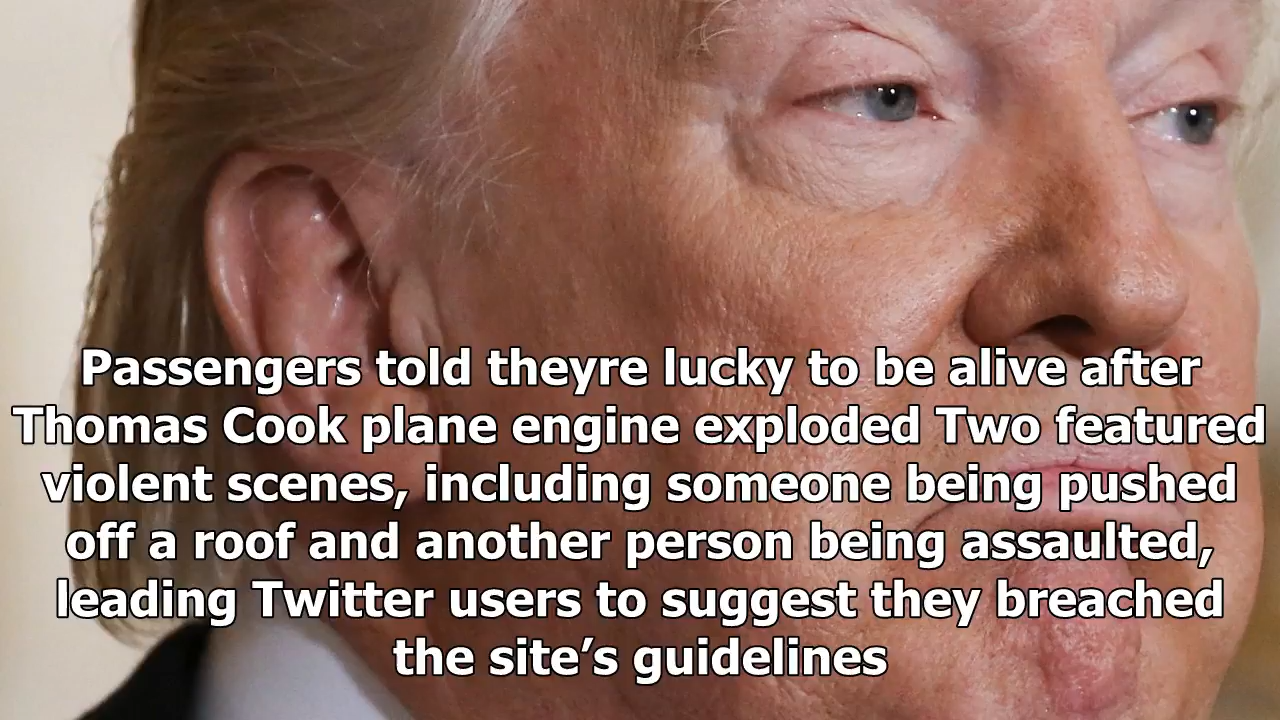 Passengers told theyre lucky to be alive after
Thomas Cook plane engine exploded Two featured
violent scenes, including someone being pushed
off a roof and another person being assaulted,
leading Twitter users to suggest they breached
the site’s guidelines